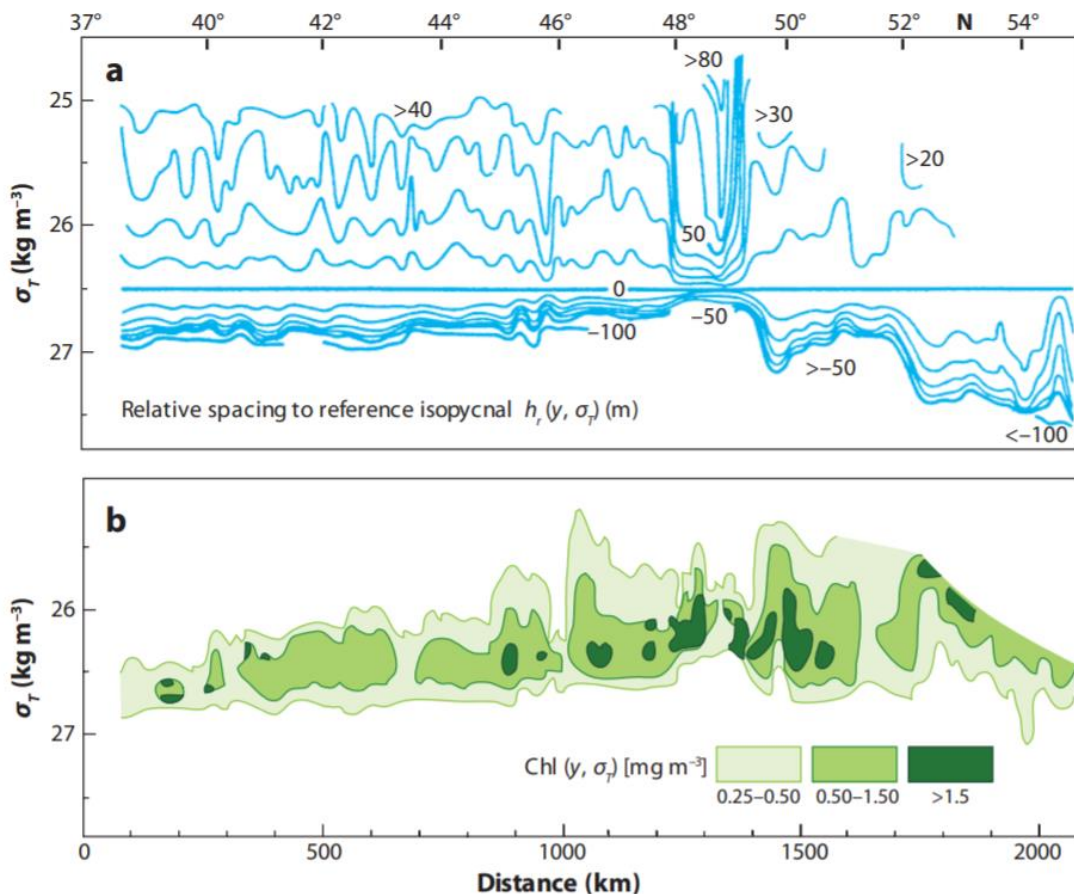 37° 40° 42° 44° 46° 48° 50° 52° N 54°
a
>80
>40
>30
25
>20
26
50
σT (kg m⁻³)
0
−50
−100
27
>−50
Relative spacing to reference isopycnal hr (y, σT) (m)
<−100
b
26
σT (kg m⁻³)
27
Chl (y, σT) [mg m⁻³]
0.25–0.50 0.50–1.50 >1.5
0 500 1000 1500 2000
Distance (km)